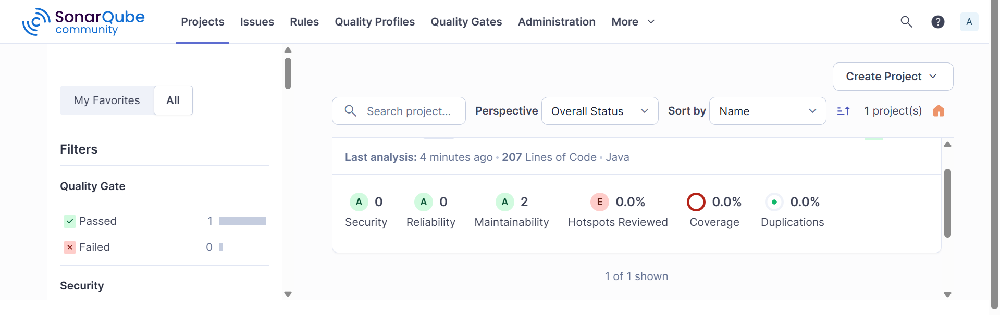 SonarQube community
Projects Issues Rules Quality Profiles Quality Gates Administration More
? A
Create Project
My Favorites All
Search project... Perspective Overall Status Sort by Name 1 project(s)
Filters
Last analysis: 4 minutes ago • 207 Lines of Code • Java
Quality Gate
Passed 1
Failed 0
A 0 A 0 A 2 E 0.0% 0.0% 0.0%
Security Reliability Maintainability Hotspots Reviewed Coverage Duplications
1 of 1 shown
Security